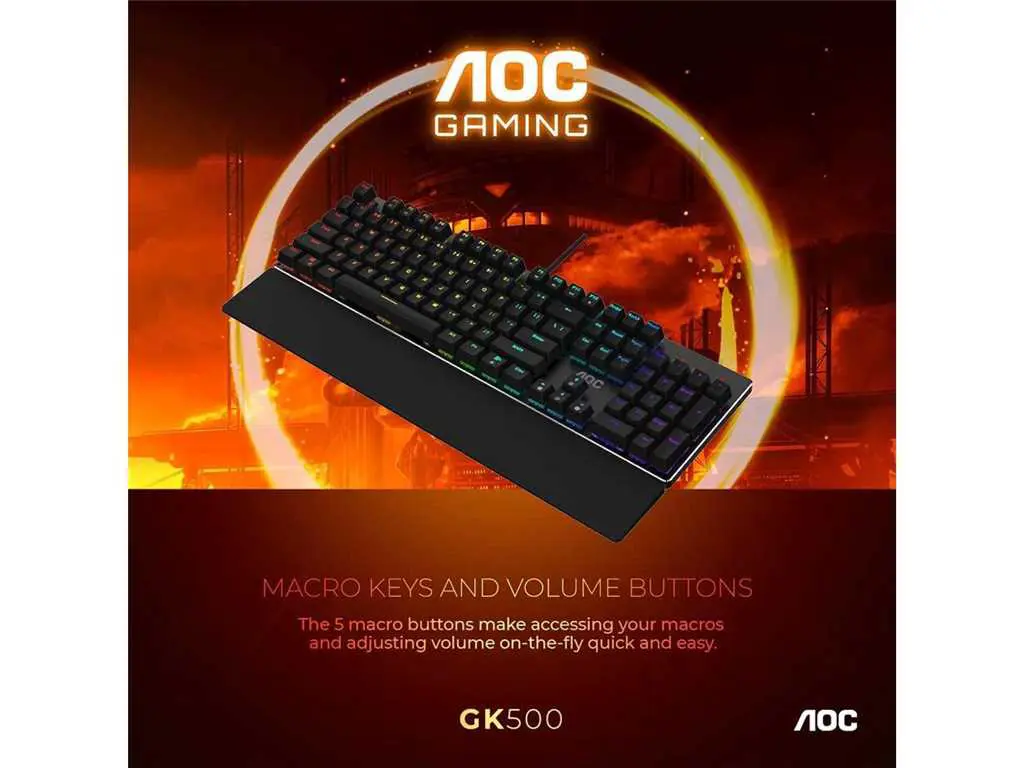 AOC
GAMING
AOC
MACRO KEYS AND VOLUME BUTTONS
The 5 macro buttons make accessing your macros
and adjusting volume on-the-fly quick and easy.
GK500
AOC